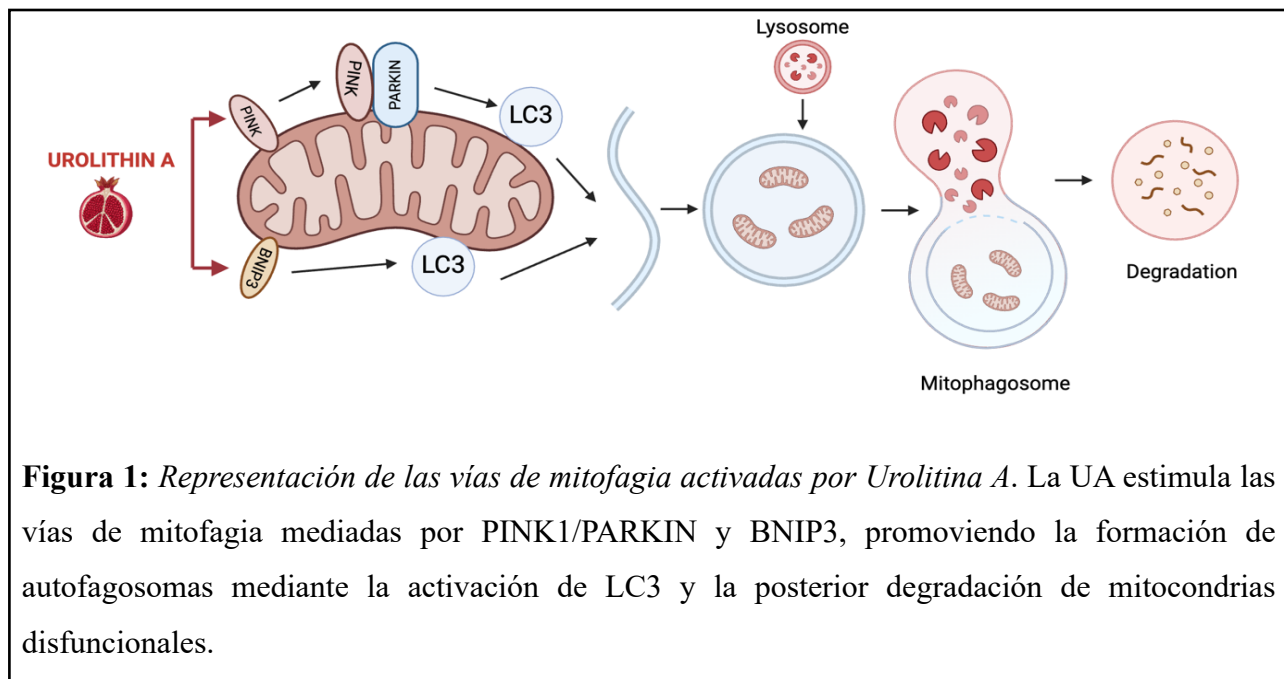 Lysosome
PINK
PINK
PARKIN
LC3
UROLITHIN A
BNIP3
LC3
Degradation
Mitophagosome
Figura 1: Representación de las vías de mitofagia activadas por Urolitina A. La UA estimula las
vías de mitofagia mediadas por PINK1/PARKIN y BNIP3, promoviendo la formación de
autofagosomas mediante la activación de LC3 y la posterior degradación de mitocondrias
disfuncionales.